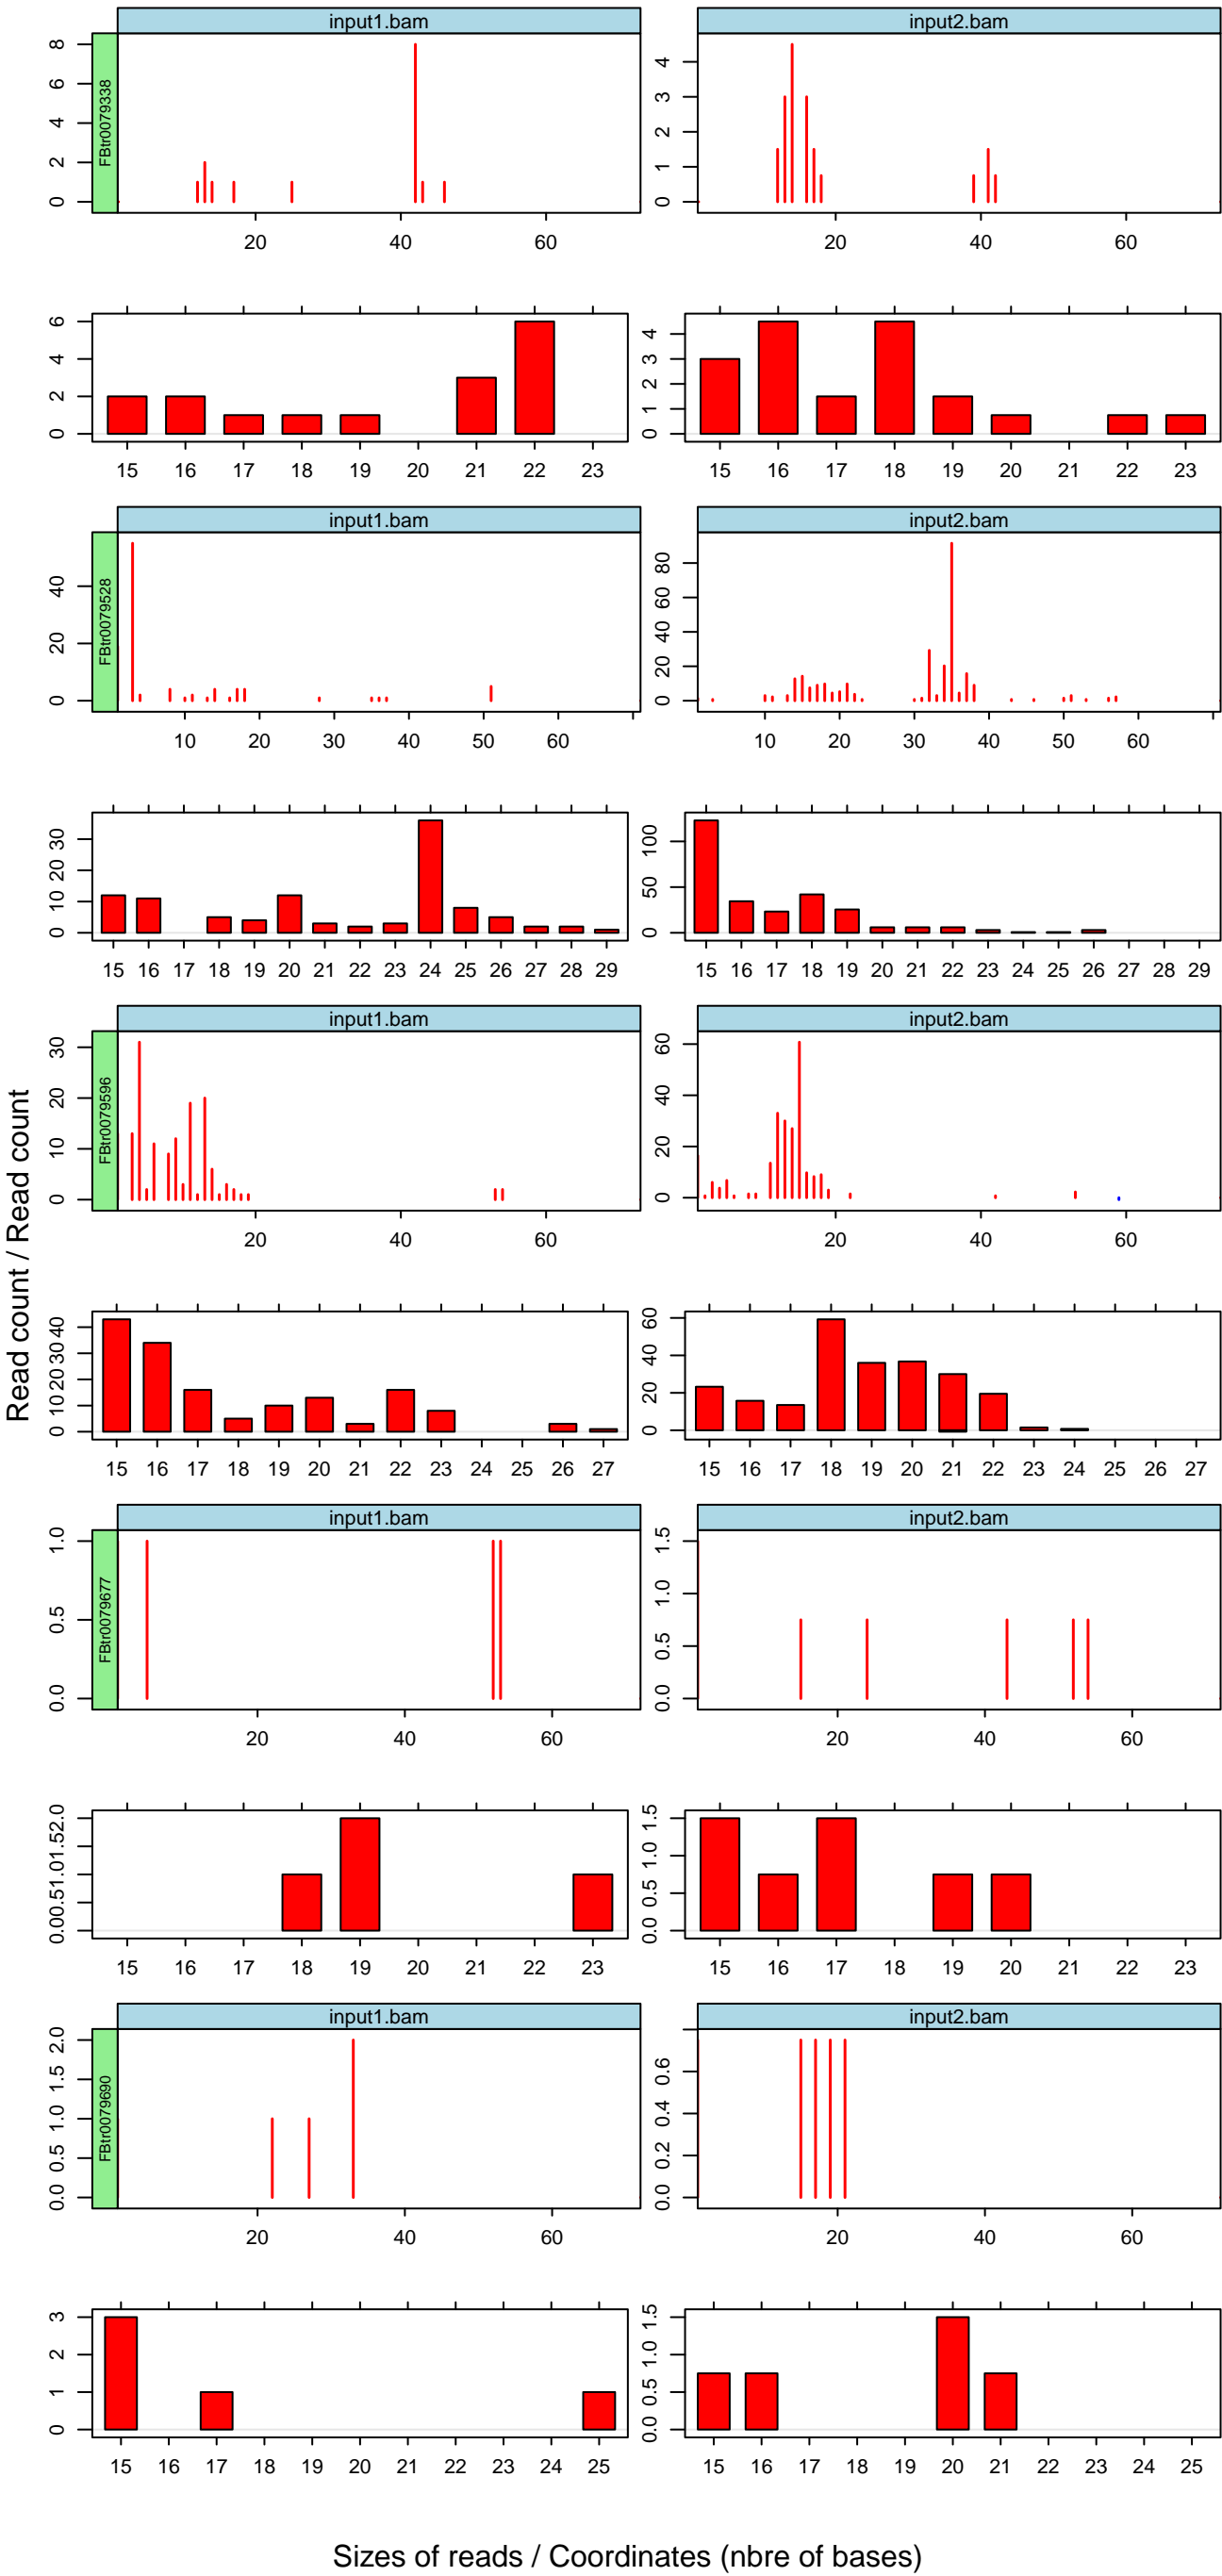 input1.bam input2.bam
FBtr0079338
0 2 4 6 8
0 1 2 3 4
20 40 60
20 40 60
0 2 4 6
0 1 2 3 4
15 16 17 18 19 20 21 22 23
15 16 17 18 19 20 21 22 23
input1.bam input2.bam
FBtr0079528
0 20 40
0 20 40 60 80
10 20 30 40 50 60
10 20 30 40 50 60
0 10 20 30
0 50 100
15 16 17 18 19 20 21 22 23 24 25 26 27 28 29
15 16 17 18 19 20 21 22 23 24 25 26 27 28 29
input1.bam input2.bam
FBtr0079596
0 10 20 30
0 20 40 60
20 40 60
20 40 60
Read count / Read count
0 10 20 30 40
0 20 40 60
15 16 17 18 19 20 21 22 23 24 25 26 27
15 16 17 18 19 20 21 22 23 24 25 26 27
input1.bam input2.bam
FBtr0079677
0.0 0.5 1.0
0.0 0.5 1.0 1.5
20 40 60
20 40 60
0.0 0.5 1.0 1.5 2.0
0.0 0.5 1.0 1.5
15 16 17 18 19 20 21 22 23
15 16 17 18 19 20 21 22 23
input1.bam input2.bam
FBtr0079690
0.0 0.5 1.0 1.5 2.0
0.0 0.2 0.4 0.6
20 40 60
20 40 60
0 1 2 3
0.0 0.5 1.0 1.5
15 16 17 18 19 20 21 22 23 24 25
15 16 17 18 19 20 21 22 23 24 25
Sizes of reads / Coordinates (nbre of bases)